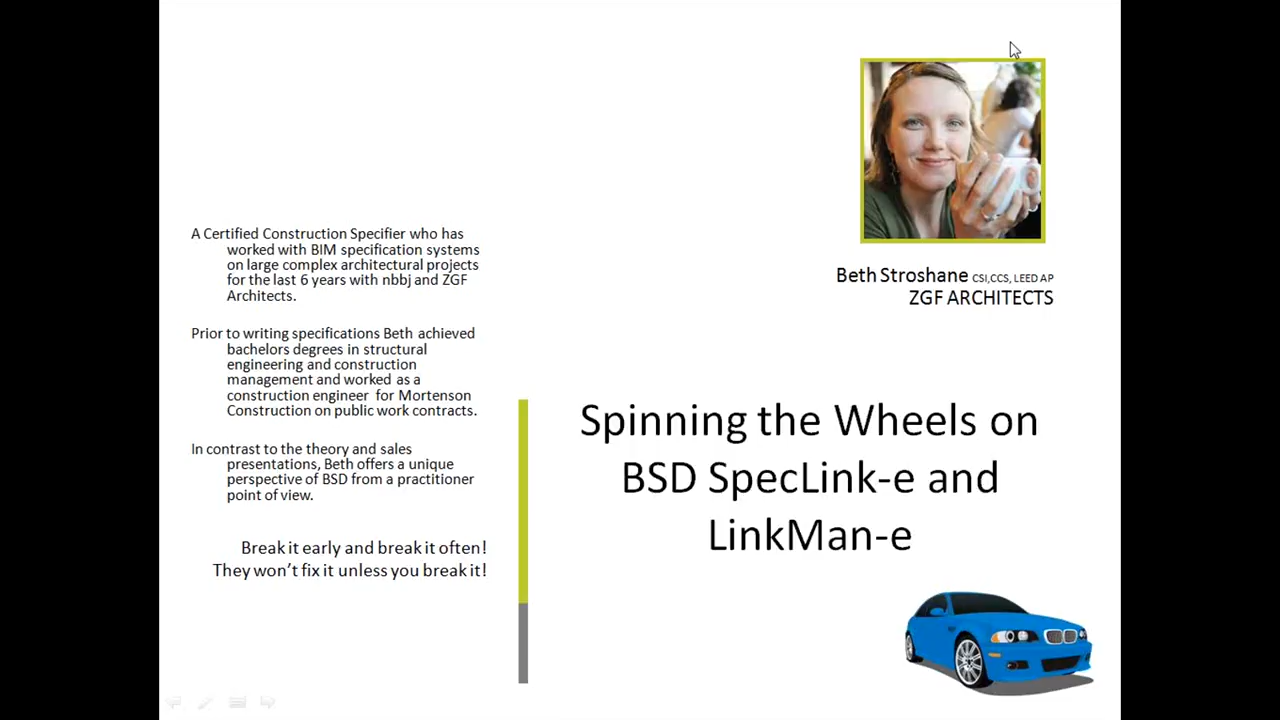 A Certified Construction Specifier who has
worked with BIM specification systems
on large complex architectural projects
for the last 6 years with nbbj and ZGF
Architects.
Prior to writing specifications Beth achieved
bachelors degrees in structural
engineering and construction
management and worked as a
construction engineer for Mortenson
Construction on public work contracts.
In contrast to the theory and sales
presentations, Beth offers a unique
perspective of BSD from a practitioner
point of view.
Break it early and break it often!
They won’t fix it unless you break it!
Beth Stroshane CSI,CCS, LEED AP
ZGF ARCHITECTS
Spinning the Wheels on
BSD SpecLink-e and
LinkMan-e